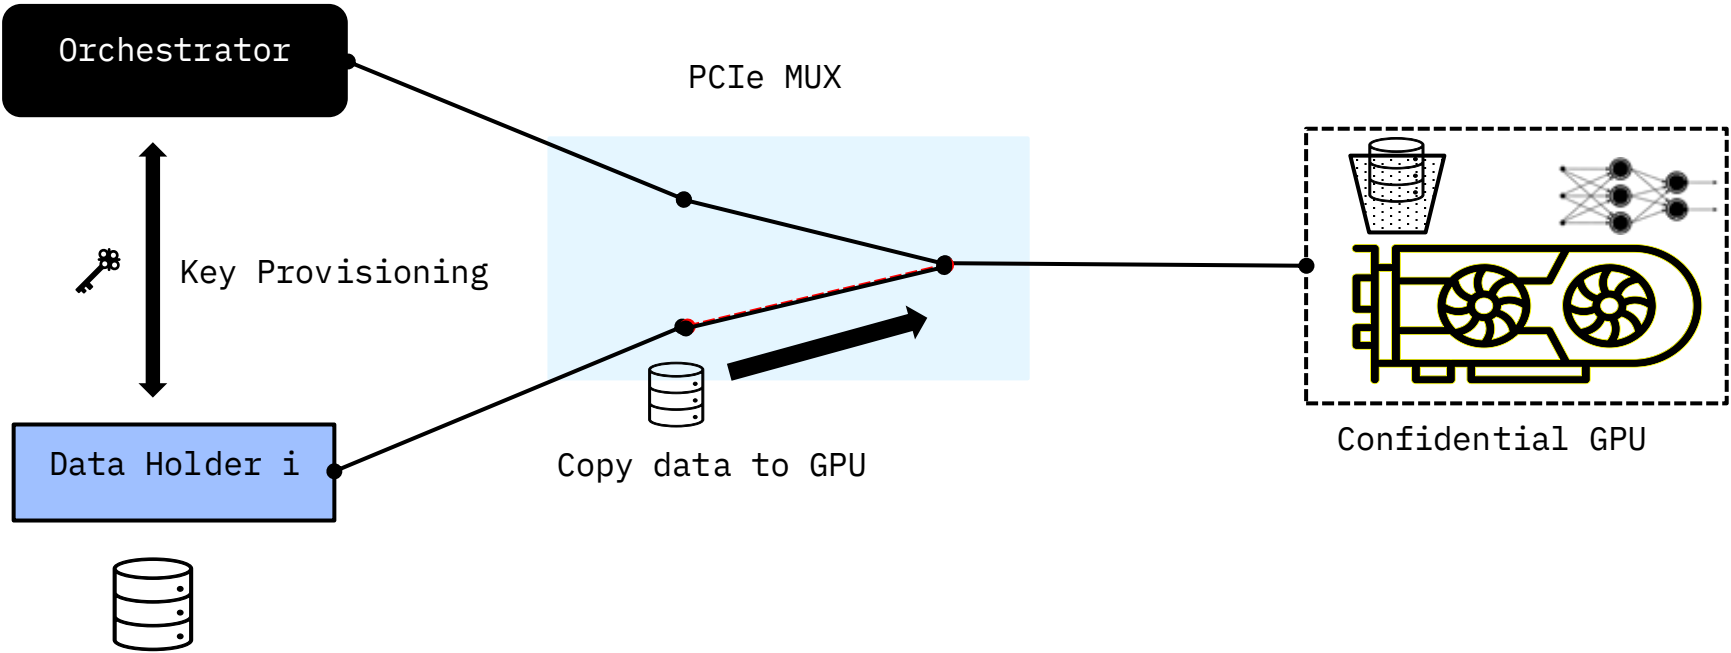 Orchestrator
PCIe MUX
Key Provisioning
Data Holder i
Copy data to GPU
Confidential GPU